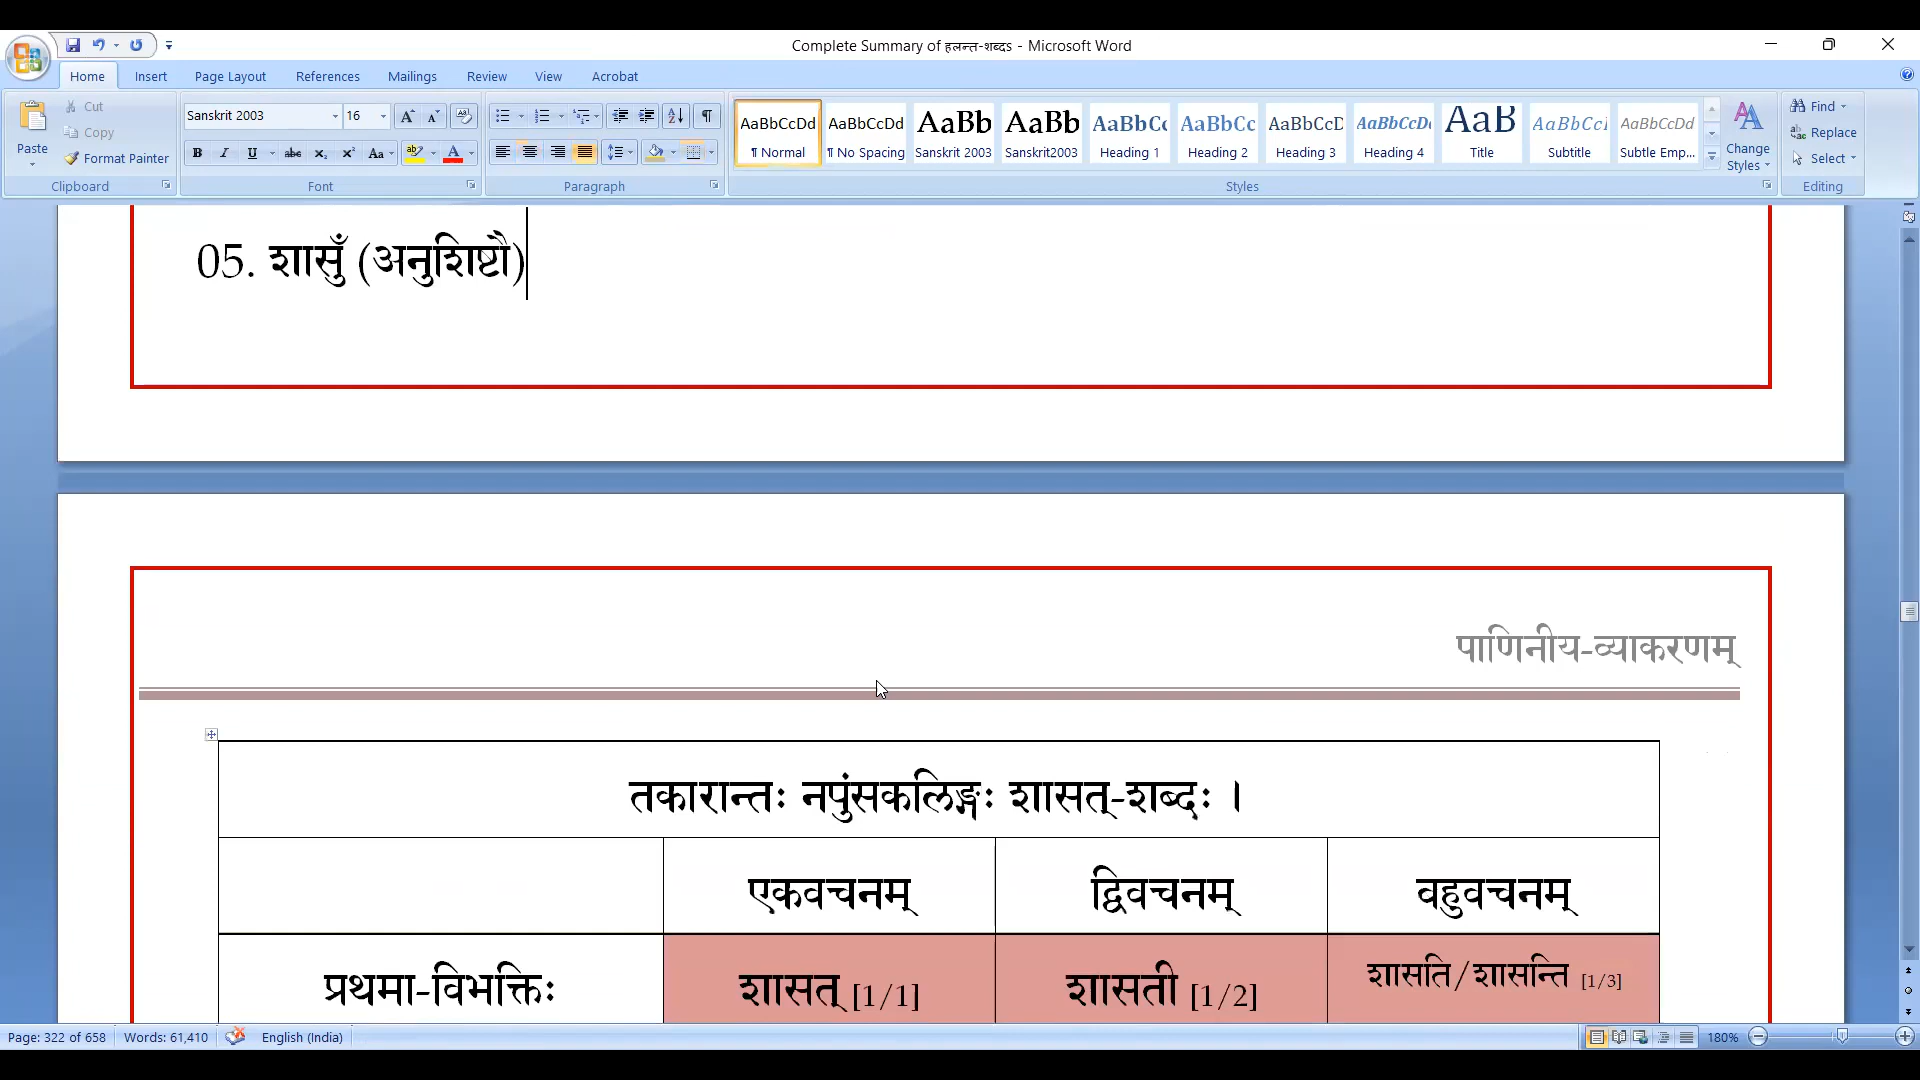 Complete Summary of हलन्त-शब्दs - Microsoft Word
Home Insert Page Layout References Mailings Review View Acrobat
Paste
Cut
Copy
Format Painter
Clipboard
Sanskrit 2003 16
Font
Paragraph
AaBbCcDd AaBbCcDd AaBb AaBb AaBbCc AaBbCc AaBbCcD AaBbCcDd AaB AaBbCcl AaBbCcDd
¶ Normal ¶ No Spacing Sanskrit 2003 Sanskrit2003 Heading 1 Heading 2 Heading 3 Heading 4 Title Subtitle Subtle Emp...
Styles
Change Styles
Find
Replace
Select
Editing
05. शासुँ (अनुशिष्टौ)
पाणिनीय-व्याकरणम्
तकारान्तः नपुंसकलिङ्गः शासत्-शब्दः ।
एकवचनम् द्विवचनम् वहुवचनम्
प्रथमा-विभक्तिः शासत् [1/1] शासती [1/2] शासति/शासन्ति [1/3]
Page: 322 of 658 Words: 61,410 English (India) 180%